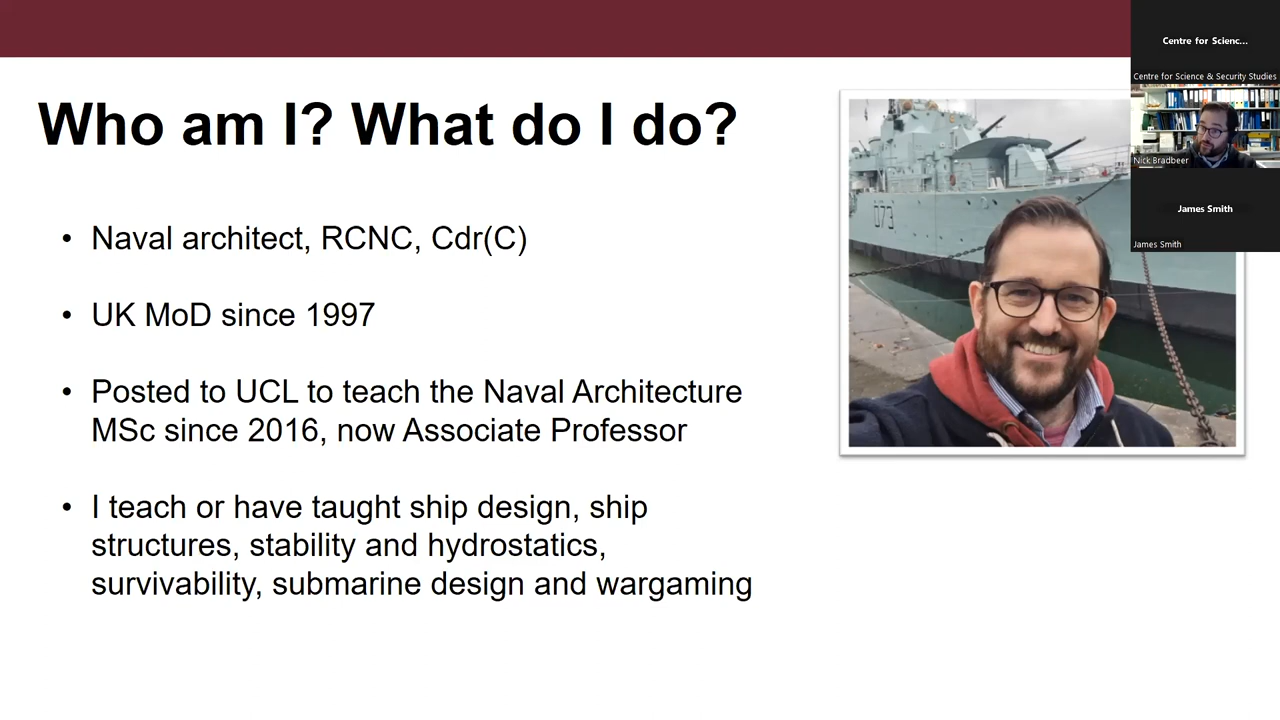 Who am I? What do I do?
• Naval architect, RCNC, Cdr(C)
• UK MoD since 1997
• Posted to UCL to teach the Naval Architecture
MSc since 2016, now Associate Professor
• I teach or have taught ship design, ship
structures, stability and hydrostatics,
survivability, submarine design and wargaming
D73
Centre for Scienc...
Centre for Science & Security Studies
Nick Bradbeer
James Smith
James Smith